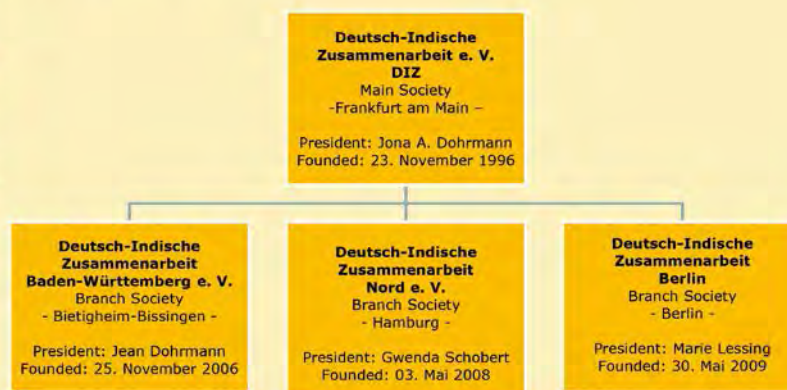 Deutsch-Indische
Zusammenarbeit e. V.
DIZ
Main Society
-Frankfurt am Main –
President: Jona A. Dohrmann
Founded: 23. November 1996
Deutsch-Indische
Zusammenarbeit
Baden-Württemberg e. V.
Branch Society
- Bietigheim-Bissingen -
President: Jean Dohrmann
Founded: 25. November 2006
Deutsch-Indische
Zusammenarbeit
Nord e. V.
Branch Society
- Hamburg -
President: Gwenda Schobert
Founded: 03. Mai 2008
Deutsch-Indische
Zusammenarbeit
Berlin
Branch Society
- Berlin -
President: Marie Lessing
Founded: 30. Mai 2009